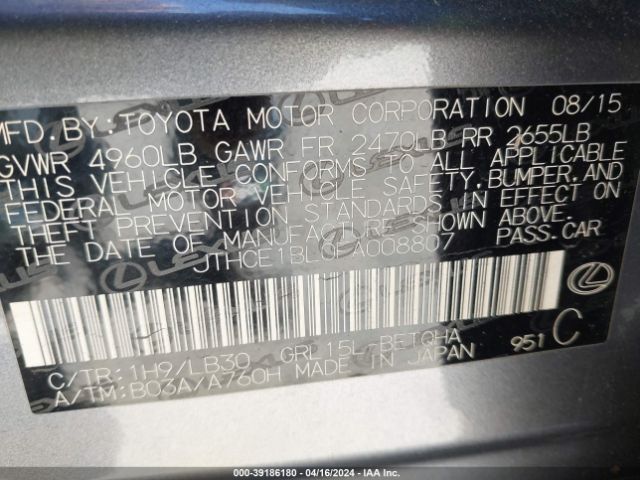 MFD. BY: TOYOTA MOTOR CORPORATION 08/15
GVWR 4960LB GAWR FR 2470LB RR 2655LB
THIS VEHICLE CONFORMS TO ALL APPLICABLE
FEDERAL MOTOR VEHICLE SAFETY, BUMPER, AND
THEFT PREVENTION STANDARDS IN EFFECT ON
THE DATE OF MANUFACTURE SHOWN ABOVE.
PASS. CAR
C/TR: 1H9/LB30 GRL15L-BETQHA
A/TM: B03A/A760H MADE IN JAPAN 951 C
000-39186180 | 04/16/2024 | IAA Inc.